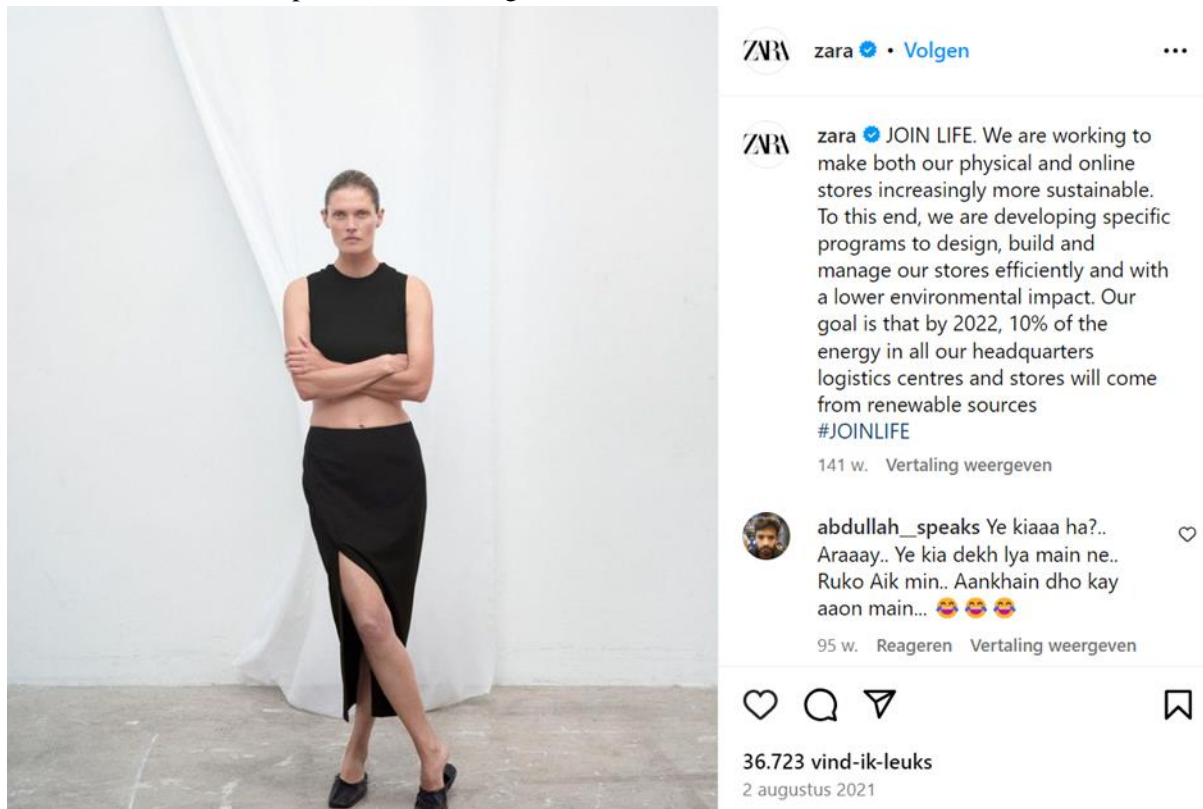 ZARA
zara • Volgen
ZARA
zara JOIN LIFE. We are working to
make both our physical and online
stores increasingly more sustainable.
To this end, we are developing specific
programs to design, build and
manage our stores efficiently and with
a lower environmental impact. Our
goal is that by 2022, 10% of the
energy in all our headquarters
logistics centres and stores will come
from renewable sources
#JOINLIFE
141 w. Vertaling weergeven
abdullah__speaks Ye kiaaa ha?..
Araaay.. Ye kia dekh lya main ne..
Ruko Aik min.. Aankhain dho kay
aaon main... 😂 😂 😂
95 w. Reageren Vertaling weergeven
36.723 vind-ik-leuks
2 augustus 2021